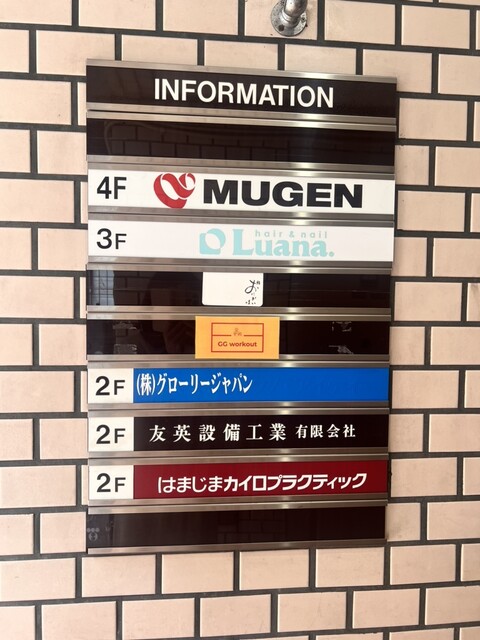 INFORMATION
4F MUGEN
3F hair & nail
Luana®
GG workout
2F (株)グローリージャパン
2F 友英設備工業 有限会社
2F はまじまカイロプラクティック